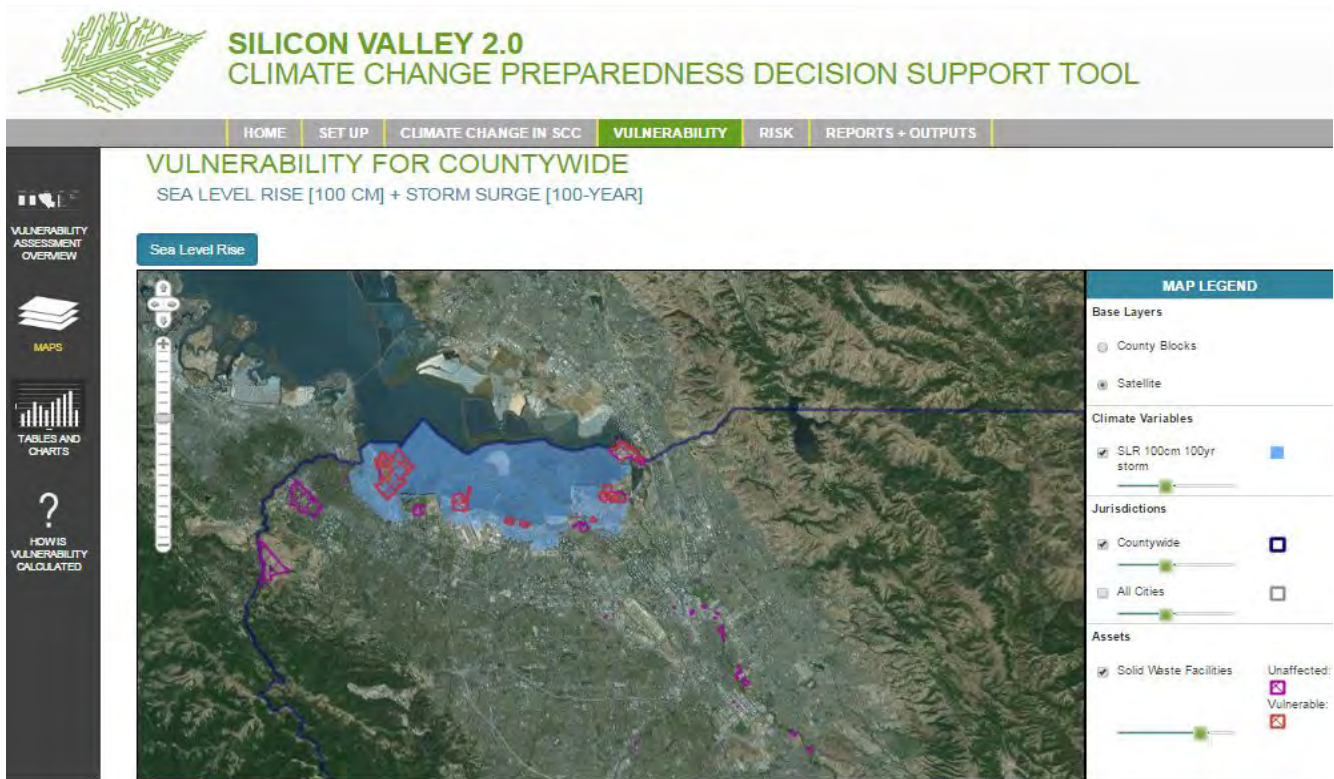 SILICON VALLEY 2.0
CLIMATE CHANGE PREPAREDNESS DECISION SUPPORT TOOL
HOME SET UP CLIMATE CHANGE IN SCC VULNERABILITY RISK REPORTS + OUTPUTS
VULNERABILITY FOR COUNTYWIDE
SEA LEVEL RISE [100 CM] + STORM SURGE [100-YEAR]
VULNERABILITY
ASSESSMENT
OVERVIEW
MAPS
TABLES AND
CHARTS
?
HOW IS
VULNERABILITY
CALCULATED
Sea Level Rise
MAP LEGEND
Base Layers
County Blocks
Satellite
Climate Variables
SLR 100cm 100yr
storm
Jurisdictions
Countywide
All Cities
Assets
Solid Waste Facilities
Unaffected:
Vulnerable: